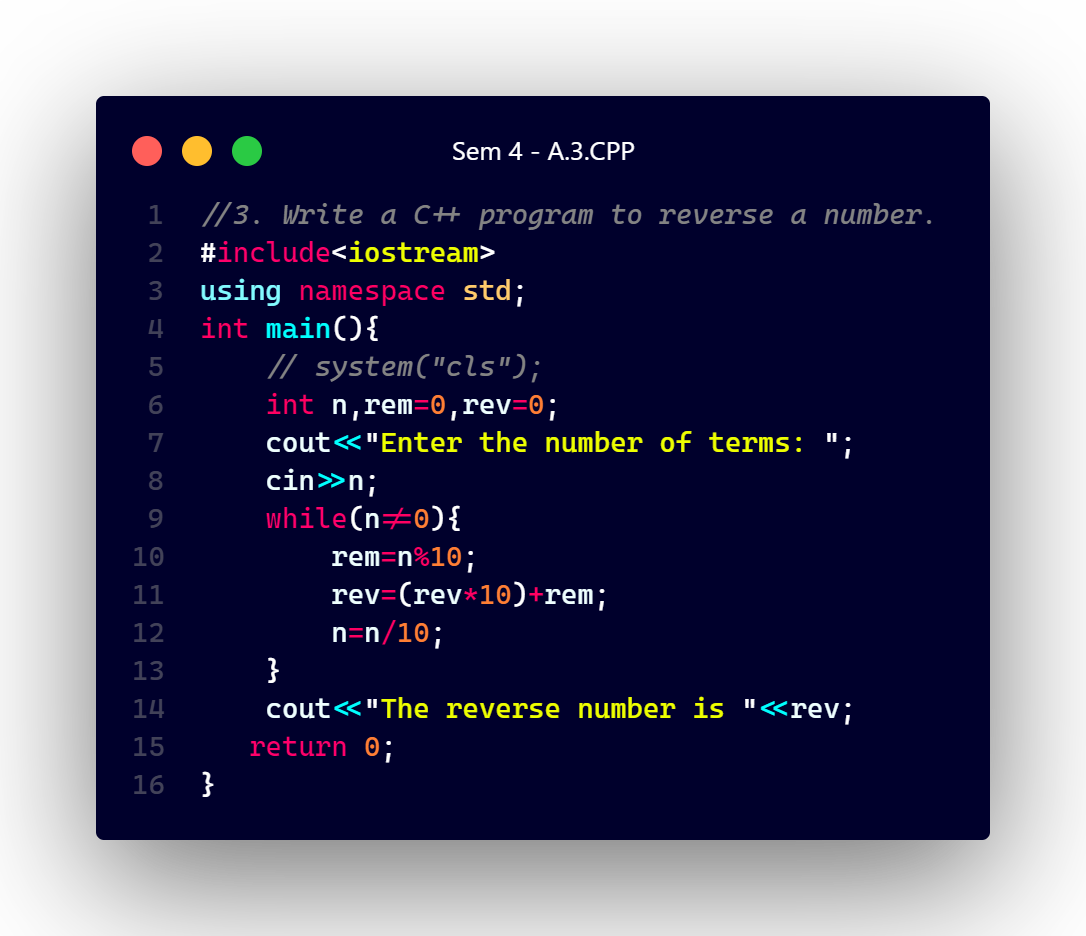 Sem 4 - A.3.CPP
1 //3. Write a C++ program to reverse a number.
2 #include<iostream>
3 using namespace std;
4 int main(){
5     // system("cls");
6     int n,rem=0,rev=0;
7     cout<<"Enter the number of terms: ";
8     cin>>n;
9     while(n!=0){
10         rem=n%10;
11         rev=(rev*10)+rem;
12         n=n/10;
13     }
14     cout<<"The reverse number is "<<rev;
15    return 0;
16 }